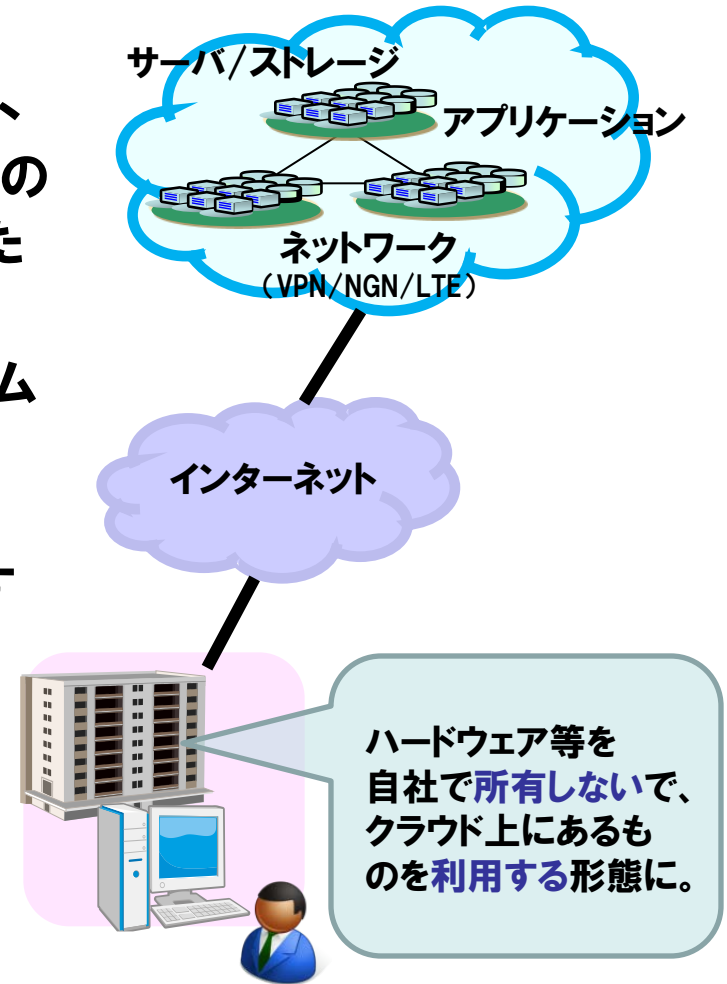 サーバ/ストレージ
アプリケーション
ネットワーク
（VPN/NGN/LTE）
、
の
た
ム
インターネット
ハードウェア等を
自社で所有しないで、
クラウド上にあるも
のを利用する形態に。